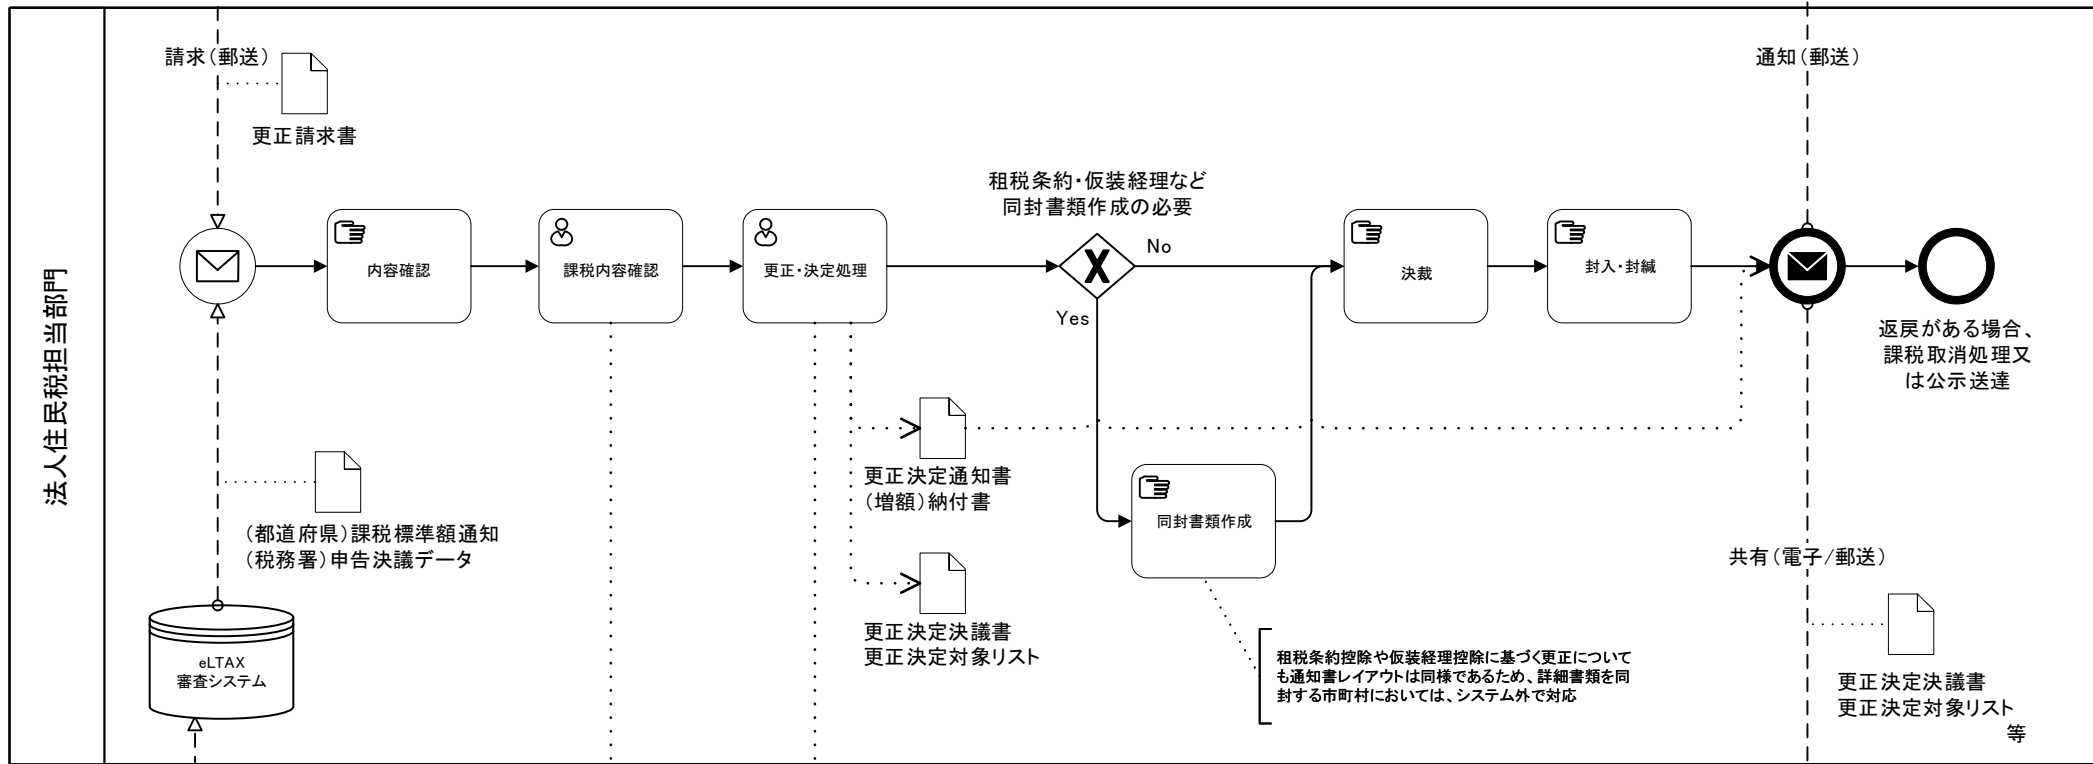 法人住民税担当部門
請求（郵送）
更正請求書
内容確認
課税内容確認
更正・決定処理
租税条約・仮装経理など
同封書類作成の必要
No
Yes
決裁
封入・封緘
通知（郵送）
返戻がある場合、
課税取消処理又
は公示送達
（都道府県）課税標準額通知
（税務署）申告決議データ
eLTAX
審査システム
更正決定通知書
（増額）納付書
更正決定決議書
更正決定対象リスト
同封書類作成
租税条約控除や仮装経理控除に基づく更正について
も通知書レイアウトは同様であるため、詳細書類を同
封する市町村においては、システム外で対応
共有（電子/郵送）
更正決定決議書
更正決定対象リスト
等